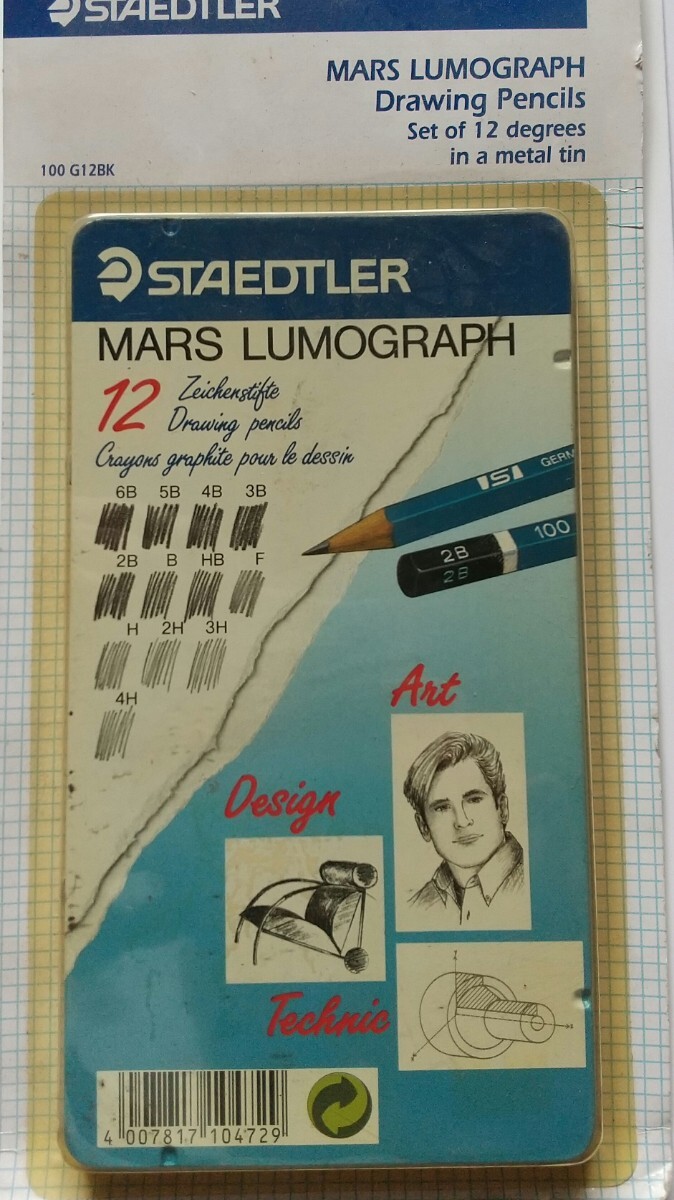 STAEDTLER
MARS LUMOGRAPH
Drawing Pencils
Set of 12 degrees
in a metal tin
100 G12BK
STAEDTLER
MARS LUMOGRAPH
12 Zeichenstifte
Drawing pencils
Crayons graphite pour le dessin
6B 5B 4B 3B
2B B HB F
H 2H 3H
4H
S GERM
2B 100
2B
Art
Design
Technic
4 007817 104729